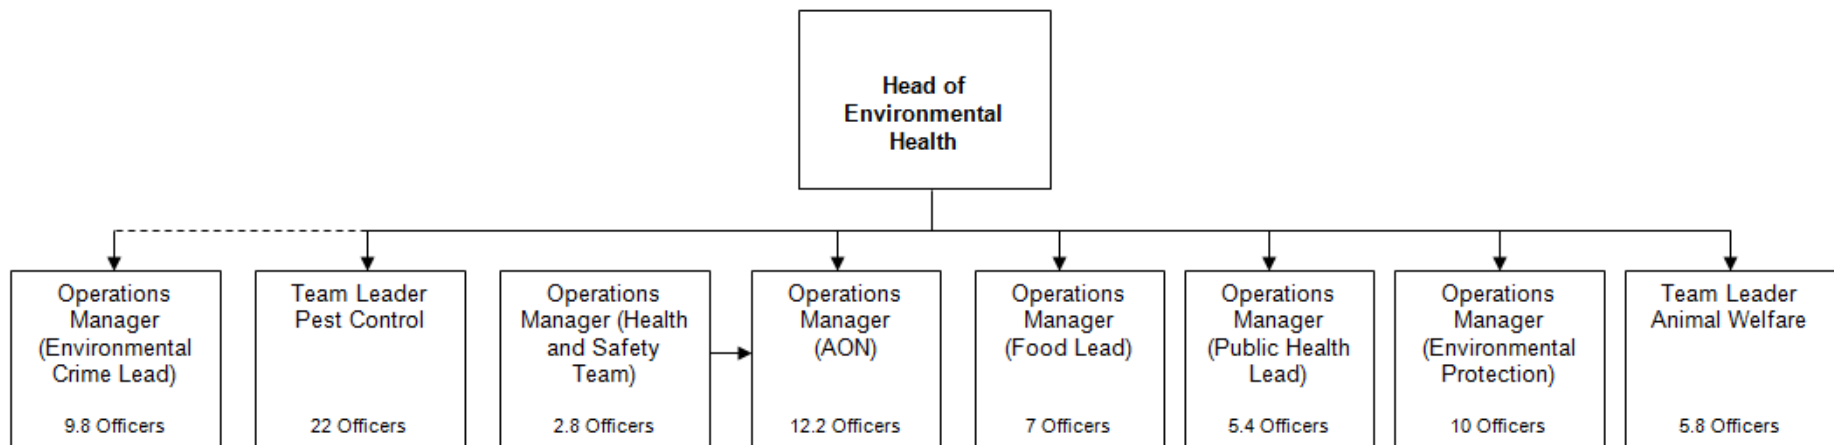 Head of
Environmental
Health
Operations
Manager
(Environmental
Crime Lead)
9.8 Officers
Team Leader
Pest Control
22 Officers
Operations
Manager (Health
and Safety
Team)
2.8 Officers
Operations
Manager
(AON)
12.2 Officers
Operations
Manager
(Food Lead)
7 Officers
Operations
Manager
(Public Health
Lead)
5.4 Officers
Operations
Manager
(Environmental
Protection)
10 Officers
Team Leader
Animal Welfare
5.8 Officers